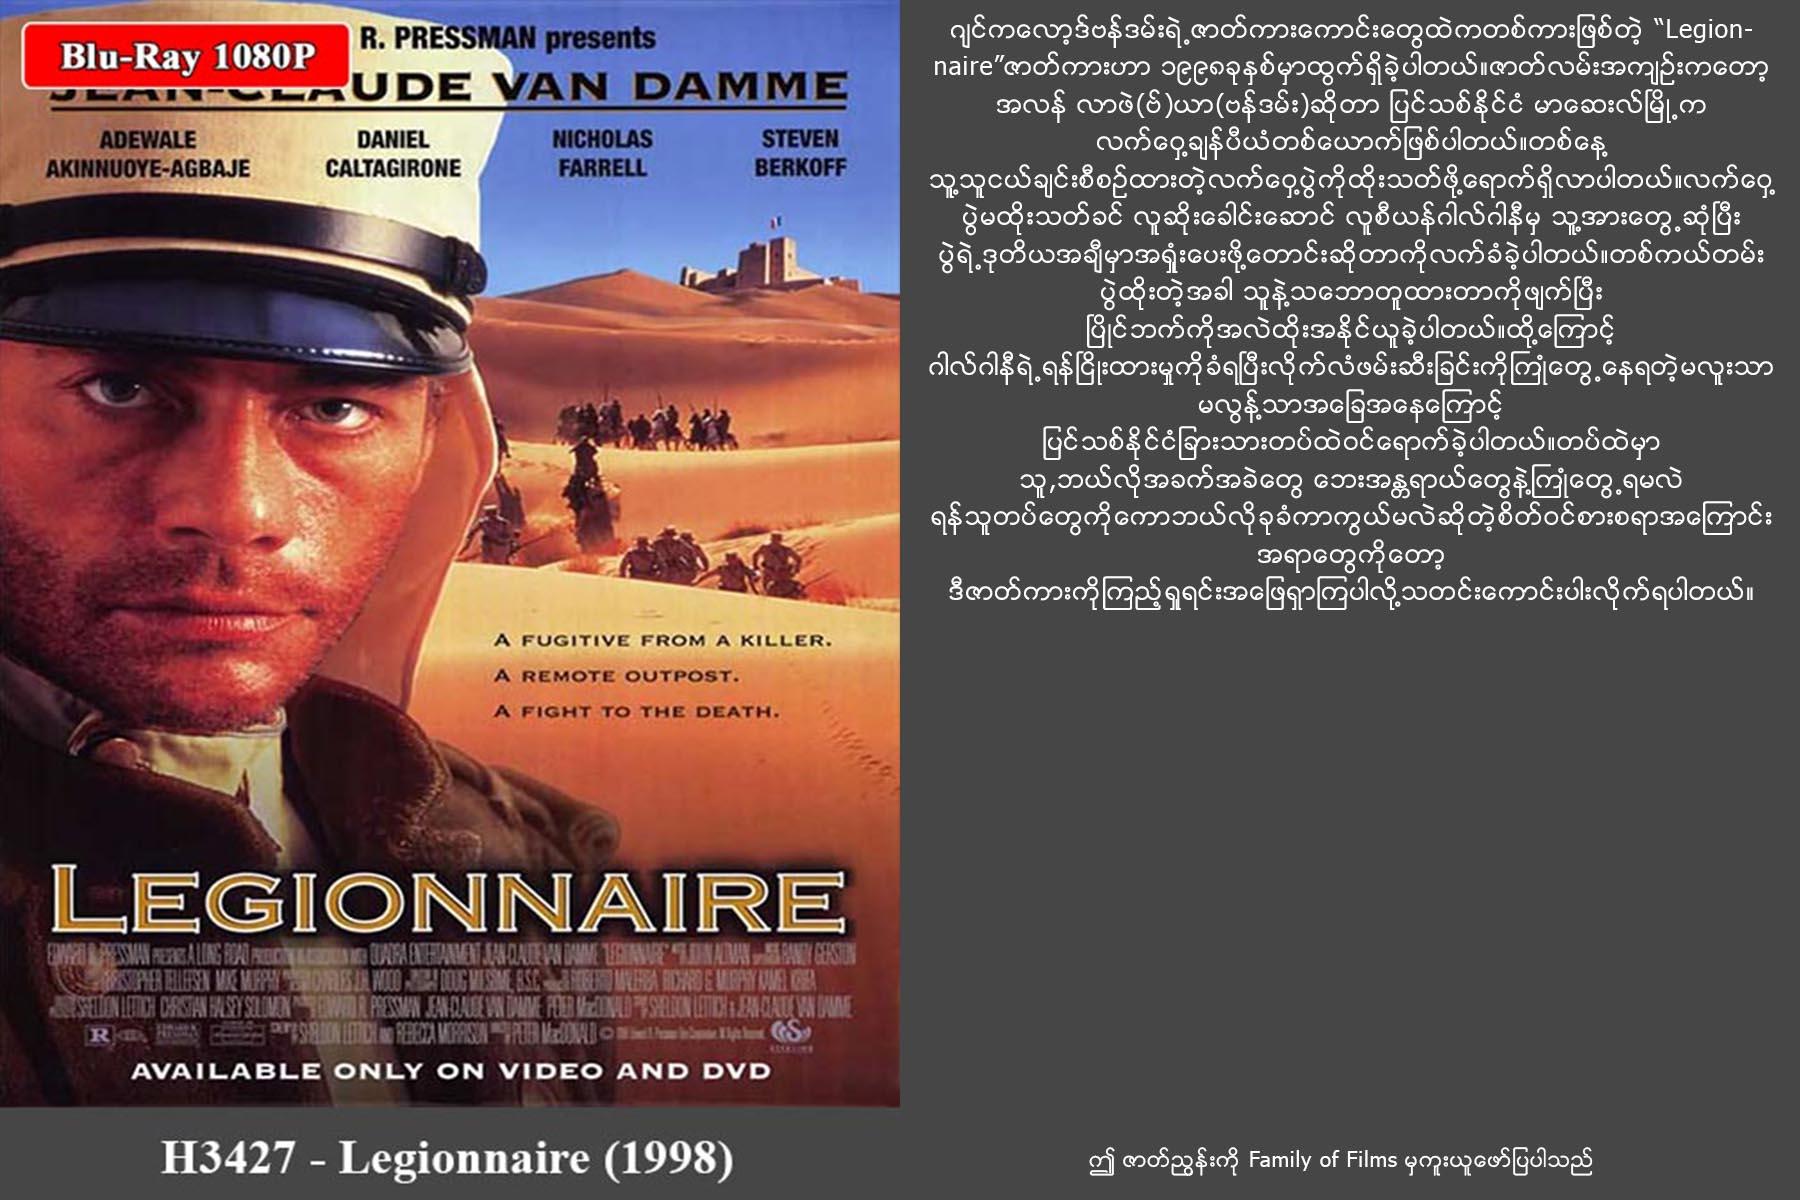 Blu-Ray 1080P
R. PRESSMAN presents
JEAN-CLAUDE VAN DAMME
ADEWALE AKINNUOYE-AGBAJE
DANIEL CALTAGIRONE
NICHOLAS FARRELL
STEVEN BERKOFF
A FUGITIVE FROM A KILLER.
A REMOTE OUTPOST.
A FIGHT TO THE DEATH.
LEGIONNAIRE
R
AVAILABLE ONLY ON VIDEO AND DVD
H3427 - Legionnaire (1998)
ဂျင်ကလော့ဒ်ဗန်ဒမ်းရဲ့ဇာတ်ကားကောင်းတွေထဲကတစ်ကားဖြစ်တဲ့ “Legion-
naire”ဇာတ်ကားဟာ ၁၉၉၈ခုနှစ်မှာထွက်ရှိခဲ့ပါတယ်။ဇာတ်လမ်းအကျဉ်းကတော့
အလန် လာဖဲ(ဗ်)ယာ(ဗန်ဒမ်း)ဆိုတာ ပြင်သစ်နိုင်ငံ မာဆေးလ်မြို့က
လက်ဝှေ့ချန်ပီယံတစ်ယောက်ဖြစ်ပါတယ်။တစ်နေ့
သူ့သူငယ်ချင်းစီစဉ်ထားတဲ့လက်ဝှေ့ပွဲကိုထိုးသတ်ဖို့ရောက်ရှိလာပါတယ်။လက်ဝှေ့
ပွဲမထိုးသတ်ခင် လူဆိုးခေါင်းဆောင် လူစီယန်ဂါလ်ဂါနီမှ သူ့အားတွေ့ဆုံပြီး
ပွဲရဲ့ဒုတိယအချီမှာအရှုံးပေးဖို့တောင်းဆိုတာကိုလက်ခံခဲ့ပါတယ်။တစ်ကယ်တမ်း
ပွဲထိုးတဲ့အခါ သူနဲ့သဘောတူထားတာကိုဖျက်ပြီး
ပြိုင်ဘက်ကိုအလဲထိုးအနိုင်ယူခဲ့ပါတယ်။ထို့ကြောင့်
ဂါလ်ဂါနီရဲ့ရန်ငြိုးထားမှုကိုခံရပြီးလိုက်လံဖမ်းဆီးခြင်းကိုကြုံတွေ့နေရတဲ့မလူးသာ
မလွန့်သာအခြေအနေကြောင့်
ပြင်သစ်နိုင်ငံခြားသားတပ်ထဲဝင်ရောက်ခဲ့ပါတယ်။တပ်ထဲမှာ
သူ,ဘယ်လိုအခက်အခဲတွေ ဘေးအန္တရာယ်တွေနဲ့ကြုံတွေ့ရမလဲ
ရန်သူတပ်တွေကိုကောဘယ်လိုခုခံကာကွယ်မလဲဆိုတဲ့စိတ်ဝင်စားစရာအကြောင်း
အရာတွေကိုတော့
ဒီဇာတ်ကားကိုကြည့်ရှုရင်းအဖြေရှာကြပါလို့သတင်းကောင်းပါးလိုက်ရပါတယ်။
ဤ ဇာတ်ညွှန်းကို Family of Films မှကူးယူဖော်ပြပါသည်